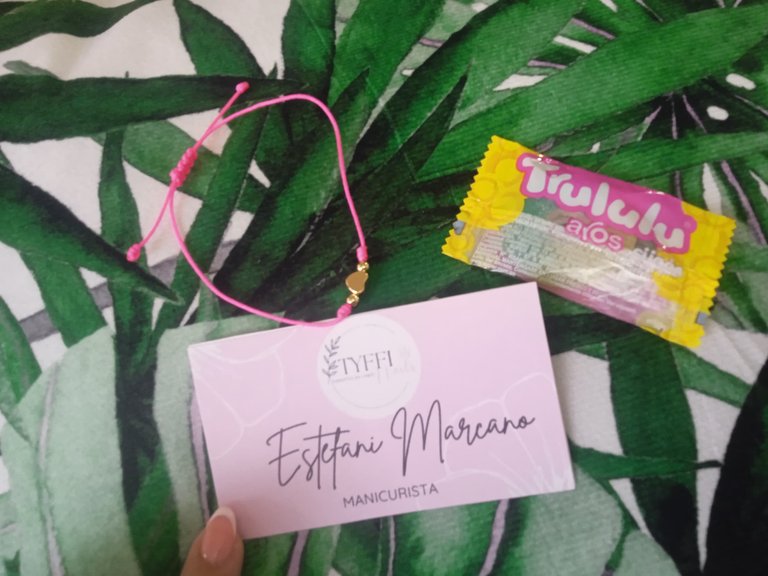 Trululu
aros
TYFFI
Estefani Marcano
MANICURISTA